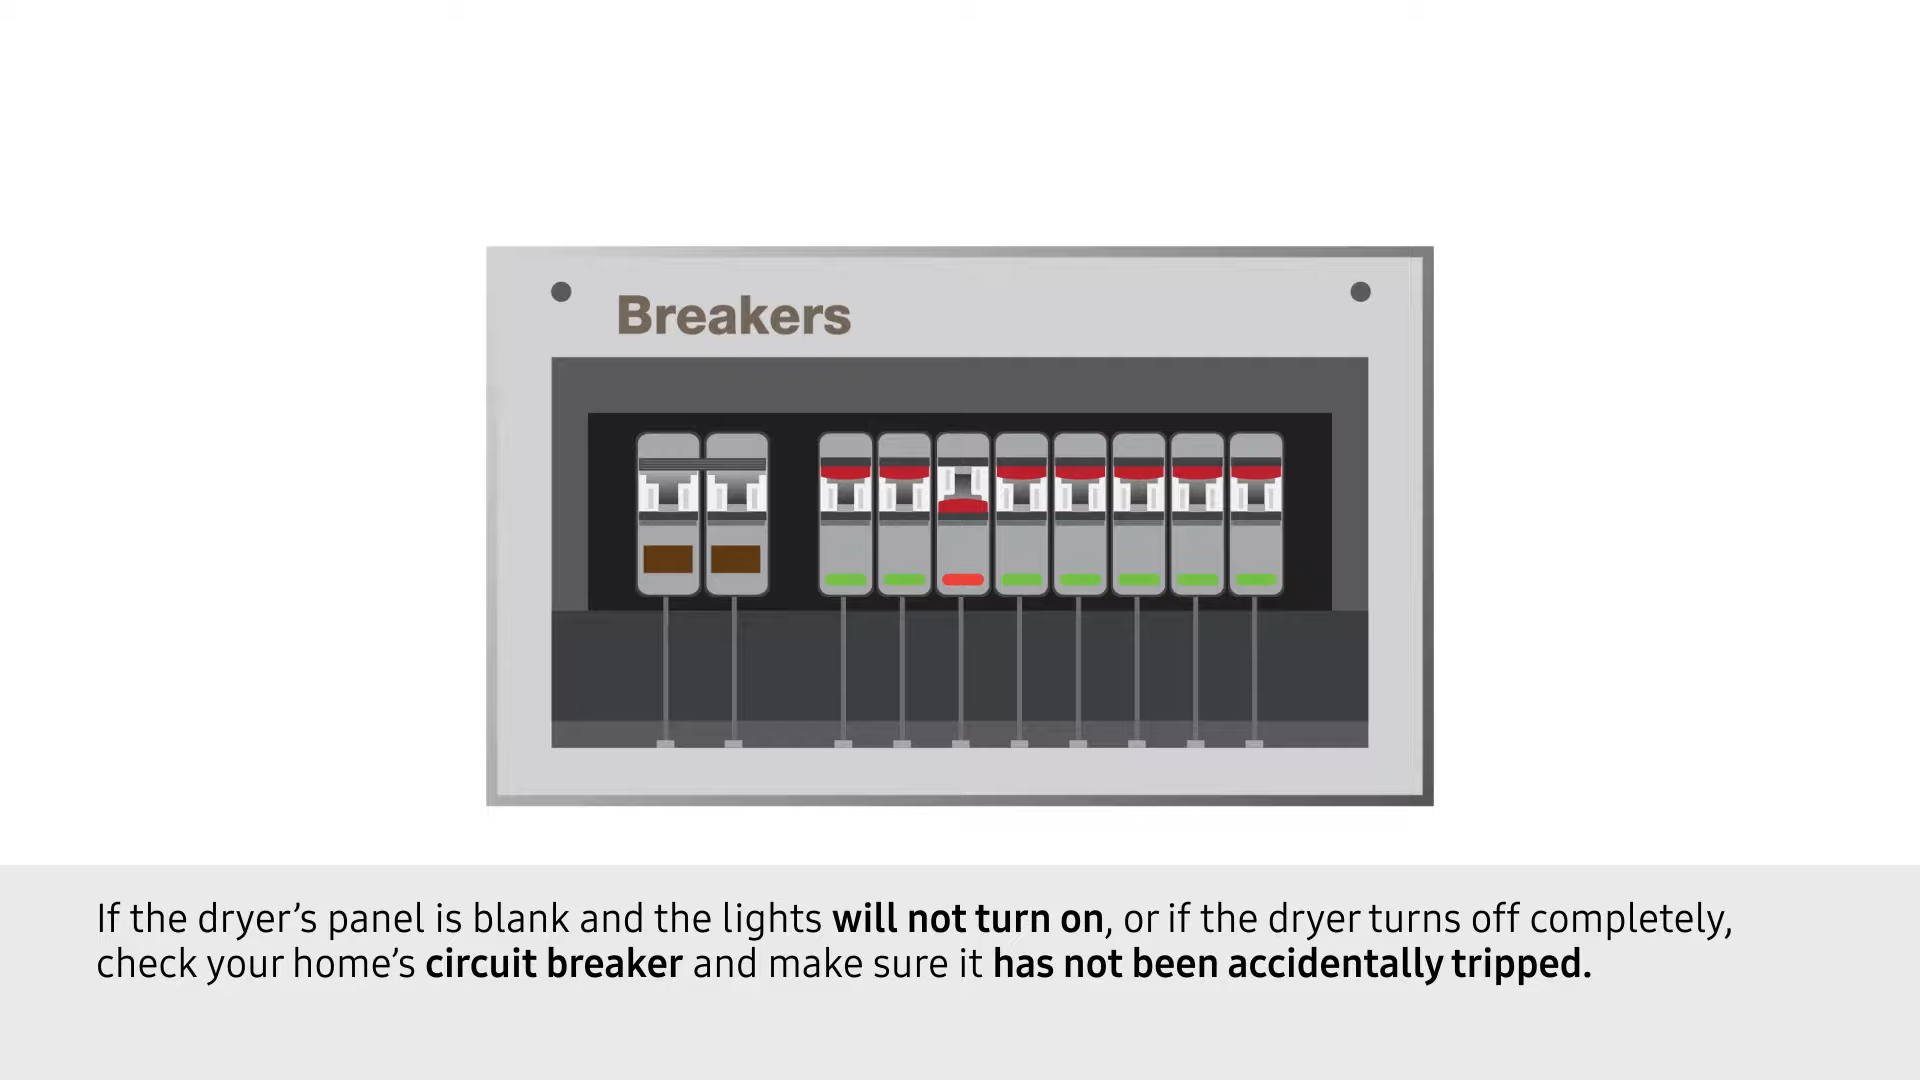 Breakers
If the dryer’s panel is blank and the lights will not turn on, or if the dryer turns off completely,
check your home’s circuit breaker and make sure it has not been accidentally tripped.